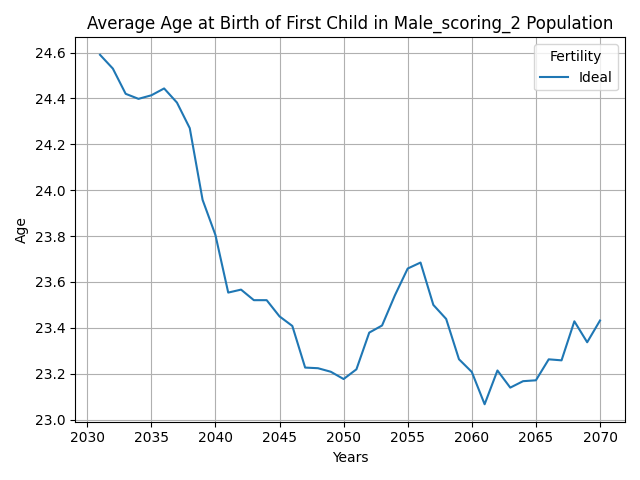 Average Age at Birth of First Child in Male_scoring_2 Population
Fertility
Ideal
24.6
24.4
24.2
24.0
23.8
23.6
23.4
23.2
23.0
Age
2030 2035 2040 2045 2050 2055 2060 2065 2070
Years